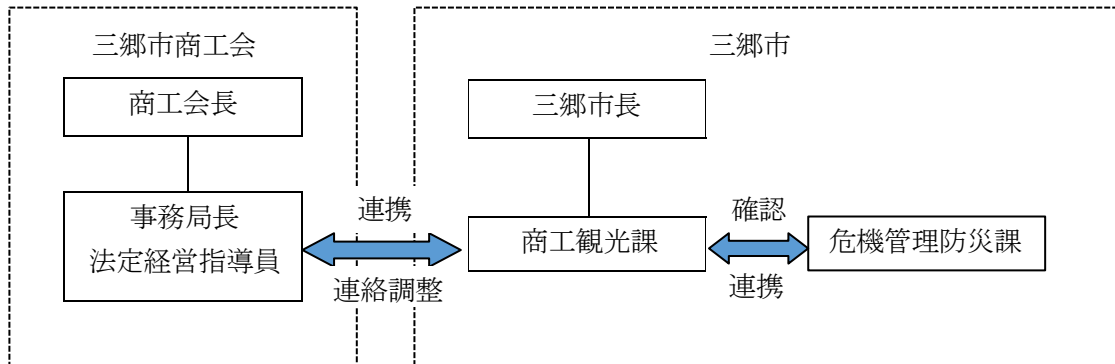 三郷市商工会
商工会長
事務局長
法定経営指導員
連携
連絡調整
三郷市
三郷市長
商工観光課
確認
連携
危機管理防災課